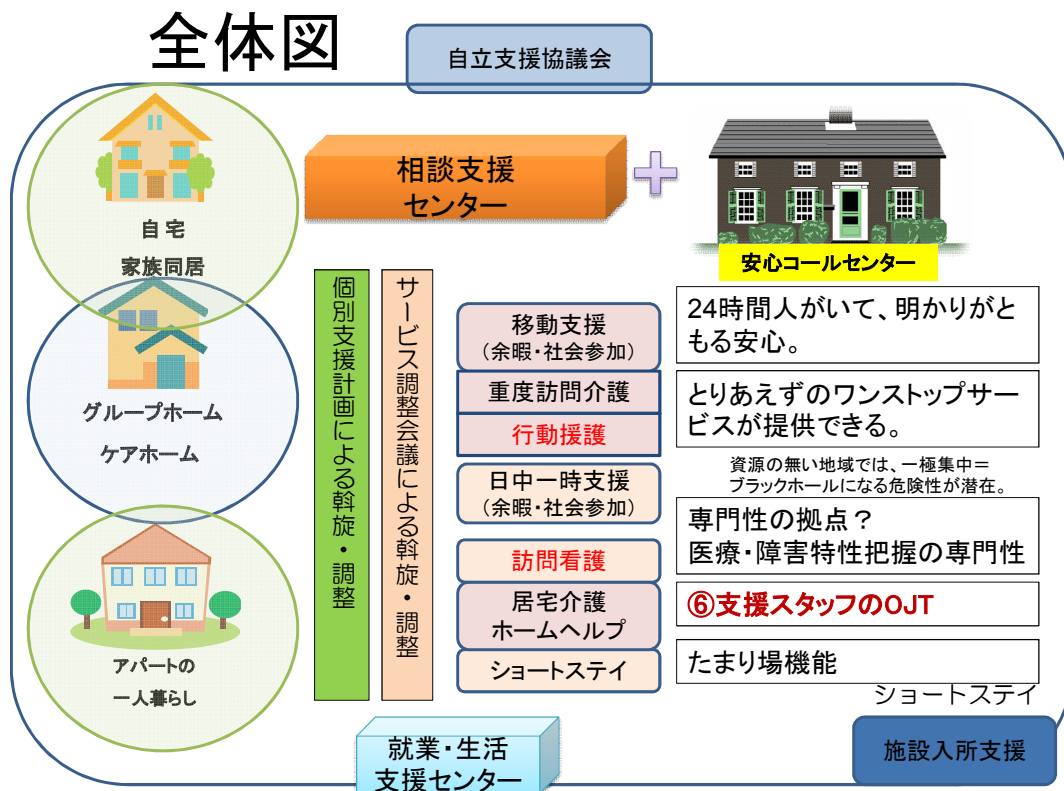 全体図
自立支援協議会
自宅
家族同居
グループホーム
ケアホーム
アパートの
一人暮らし
相談支援
センター
安心コールセンター
個別支援計画による斡旋・調整
サービス調整会議による斡旋・調整
移動支援
(余暇・社会参加)
重度訪問介護
行動援護
日中一時支援
(余暇・社会参加)
訪問看護
居宅介護
ホームヘルプ
ショートステイ
24時間人がいて、明かりがと
もる安心。
とりあえずのワンストップサー
ビスが提供できる。
資源の無い地域では、一極集中＝
ブラックホールになる危険性が潜在。
専門性の拠点？
医療・障害特性把握の専門性
⑥支援スタッフのOJT
たまり場機能
ショートステイ
就業・生活
支援センター
施設入所支援